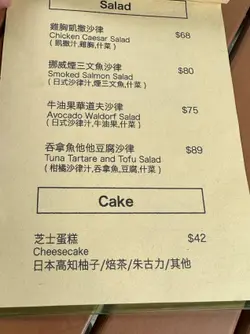 Salad
雞胸凱撒沙律 $68
Chicken Caesar Salad
(凱撒汁,雞胸,什菜)
挪威煙三文魚沙律 $80
Smoked Salmon Salad
(日式沙律汁,三文魚,什菜)
牛油果華道夫沙律 $75
Avocado Waldorf Salad
(日式沙律汁,牛油果,什菜)
吞拿魚他他豆腐沙律 $89
Tuna Tartare and Tofu Salad
(柑橘沙律汁,吞拿魚,豆腐,什菜)
Cake
芝士蛋糕 $42
Cheesecake
日本高知柚子/焙茶/朱古力/其他